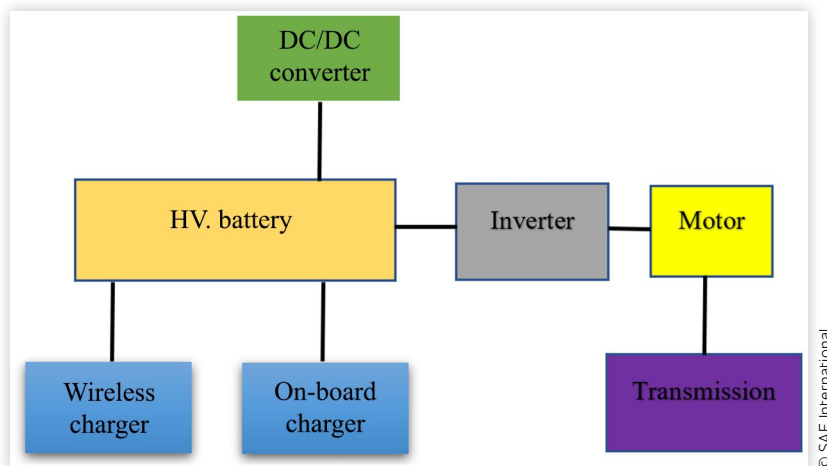 DC/DC
converter
HV. battery
Inverter
Motor
Wireless
charger
On-board
charger
Transmission
© SAE International